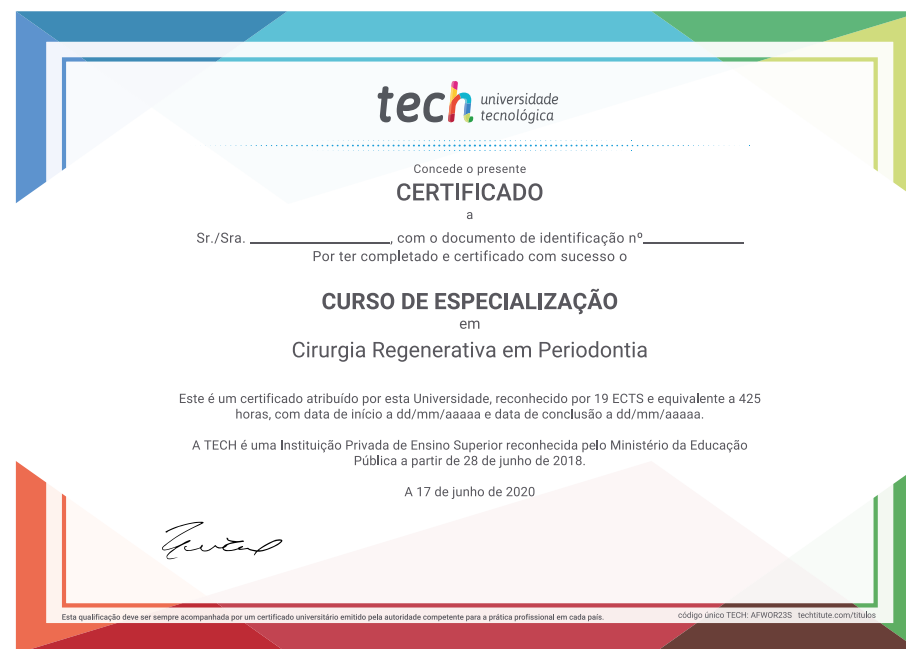 tech universidade
tecnológica
Concede o presente
CERTIFICADO
a
Sr./Sra. ____________, com o documento de identificação nº____________
Por ter completado e certificado com sucesso o
CURSO DE ESPECIALIZAÇÃO
em
Cirurgia Regenerativa em Periodontia
Este é um certificado atribuído por esta Universidade, reconhecido por 19 ECTS e equivalente a 425
horas, com data de início a dd/mm/aaaaa e data de conclusão a dd/mm/aaaaa.
A TECH é uma Instituição Privada de Ensino Superior reconhecida pelo Ministério da Educação
Pública a partir de 28 de junho de 2018.
A 17 de junho de 2020
Esta qualificação deve ser sempre acompanhada por um certificado universitário emitido pela autoridade competente para a prática profissional em cada país.
código único TECH: AFWOR23S techtitute.com/titulos